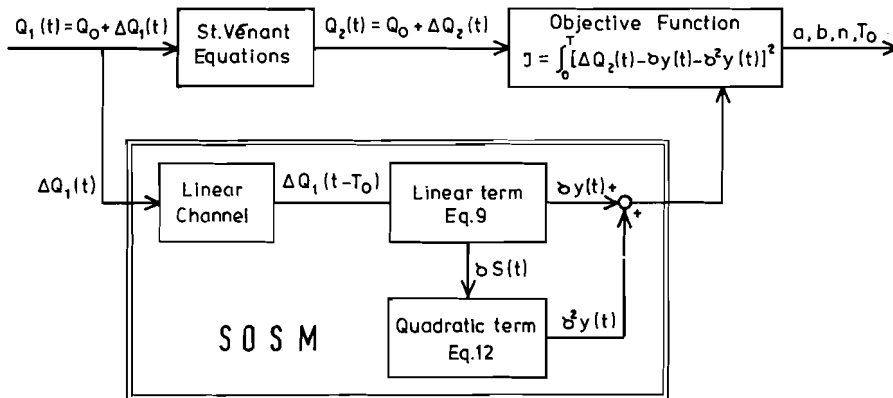 Q₁(t)=Q₀+ΔQ₁(t)
St.Venant
Equations
Q₂(t)=Q₀+ΔQ₂(t)
Objective Function
J = ∫₀ᵀ[ΔQ₂(t)-δy(t)-δ²y(t)]²
a,b,n,T₀
ΔQ₁(t)
Linear
Channel
ΔQ₁(t-T₀)
Linear term
Eq.9
δy(t)+
+
δS(t)
Quadratic term
Eq.12
δ²y(t)
SOSM